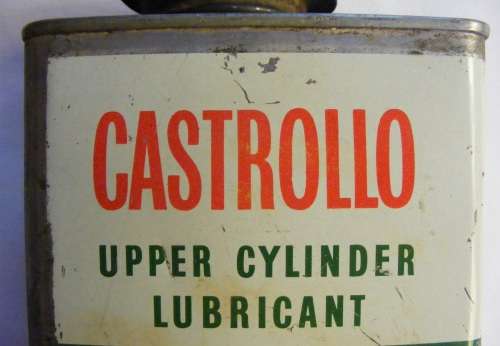 CASTROLLO
UPPER CYLINDER
LUBRICANT